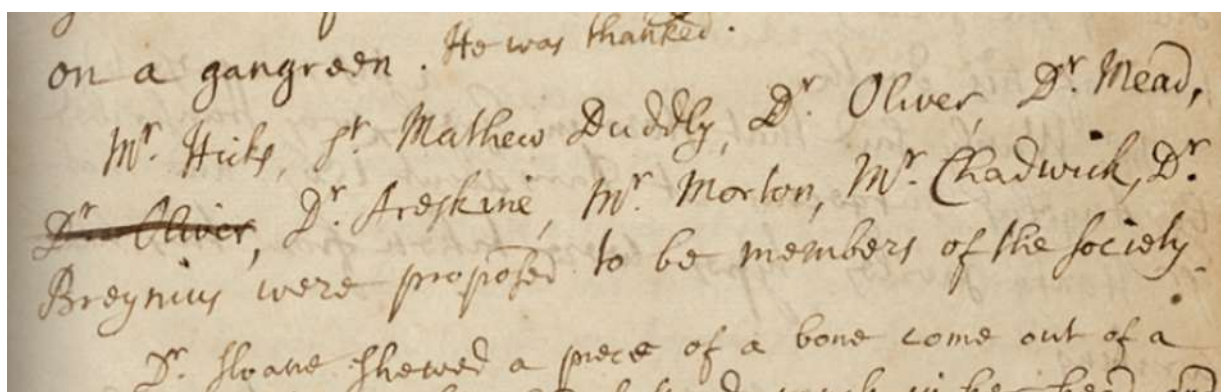 on a gangreen. He was thanked.
Mr. Hicks, Sr. Mathew Duddly, Dr. Oliver, Dr. Mead,
Dr Oliver, Dr. Areskine, Mr. Morton, Mr. Chadwick, Dr.
Breynius were proposed to be members of the society.
Dr. Sloane shewed a piece of a bone come out of a